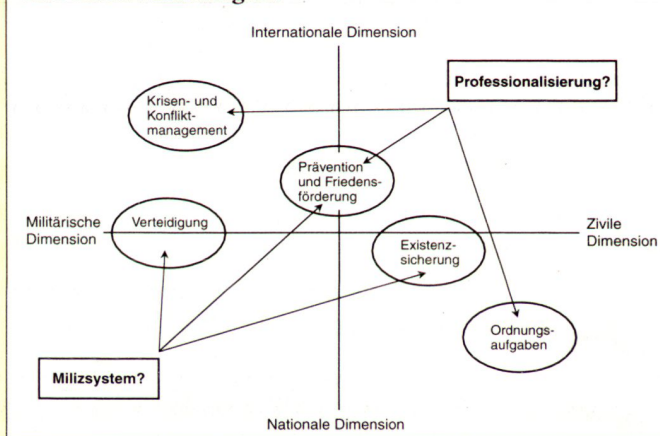 Internationale Dimension
Professionalisierung?
Krisen- und
Konflikt-
management
Prävention
und Friedens-
förderung
Militärische
Dimension
Verteidigung
Zivile
Dimension
Existenz-
sicherung
Ordnungs-
aufgaben
Milizsystem?
Nationale Dimension